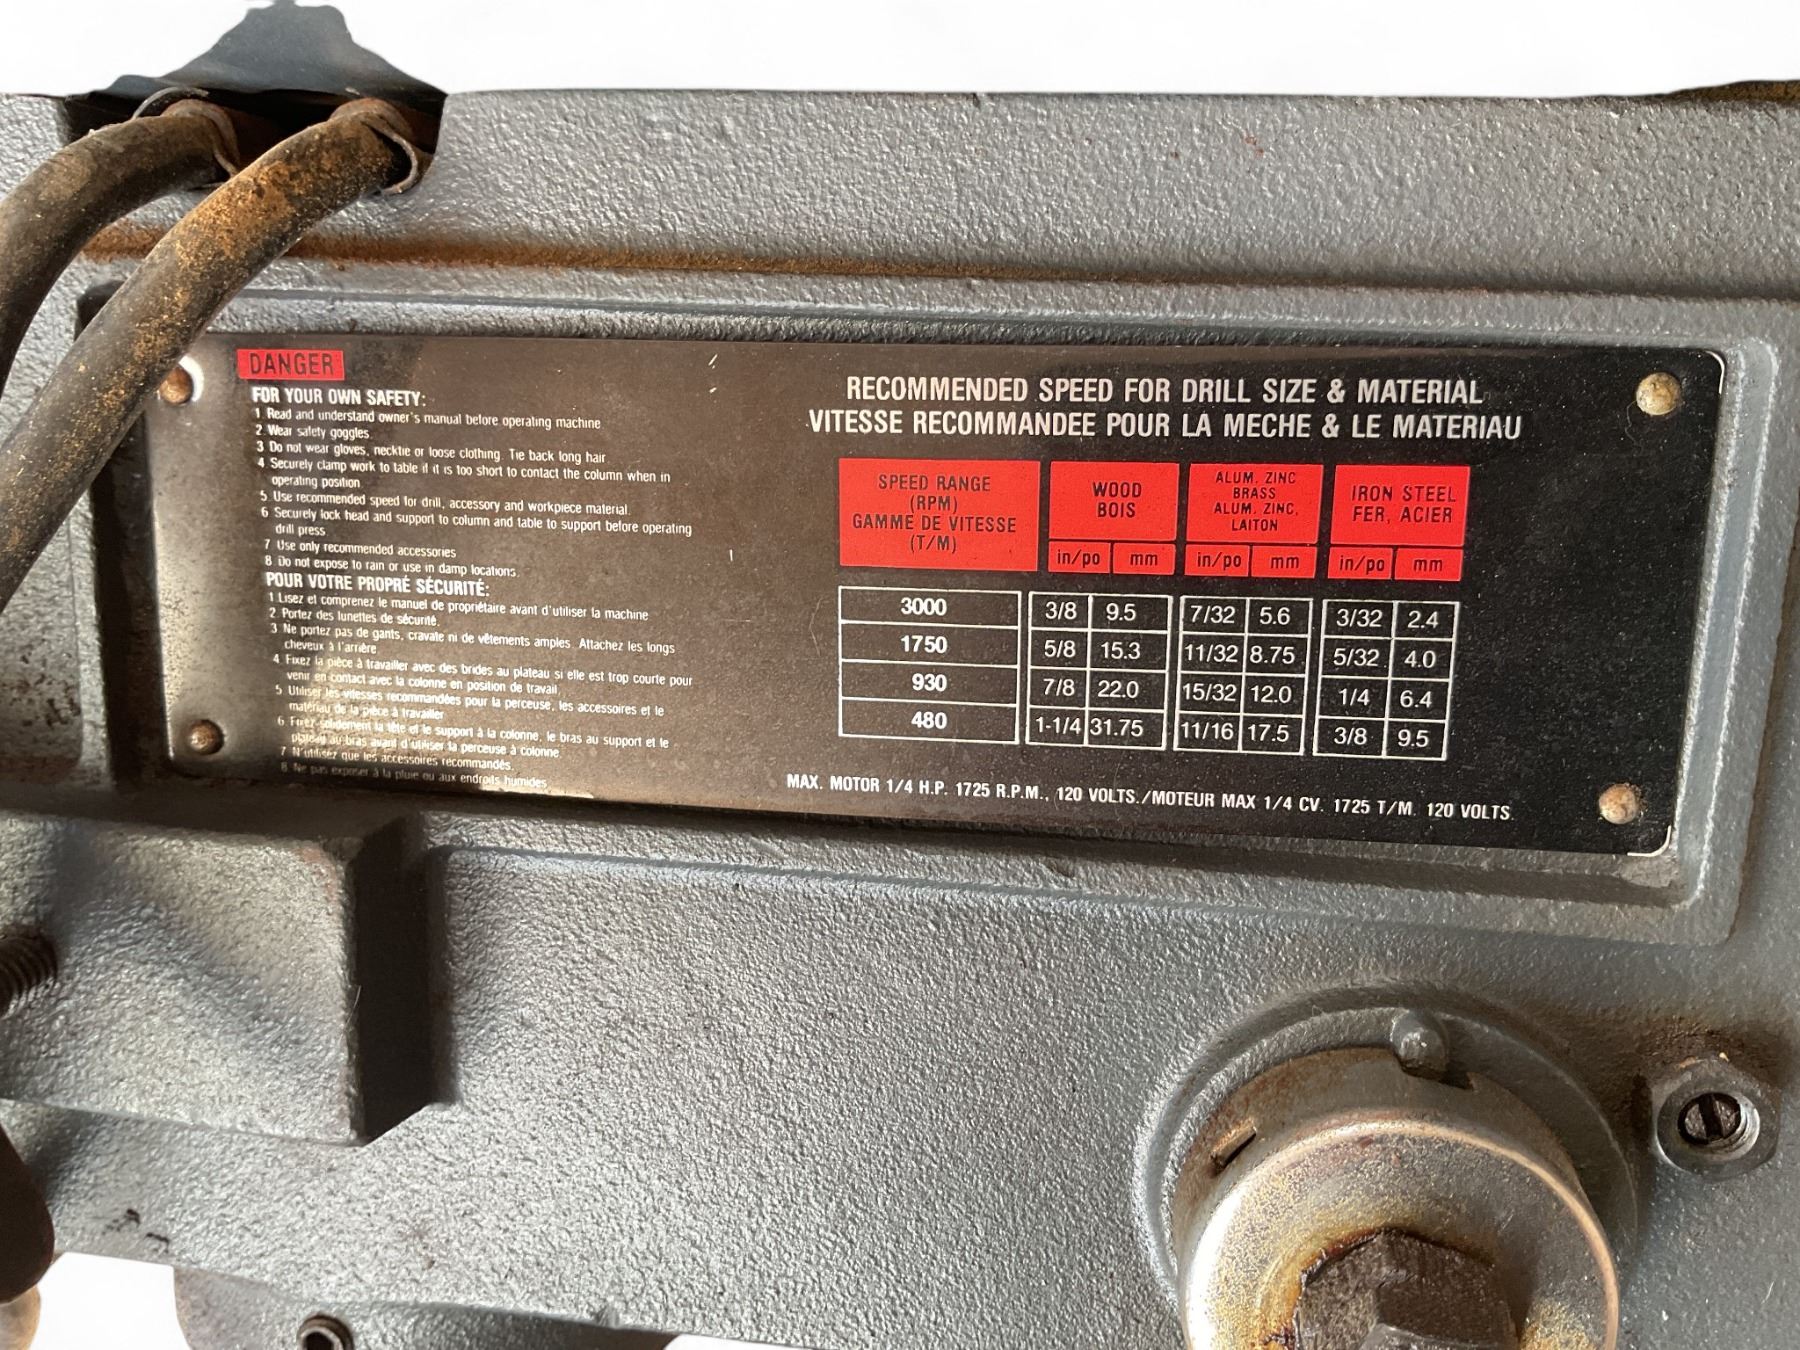 DANGER
FOR YOUR OWN SAFETY:
1 Read and understand owner's manual before operating machine
2. Wear safety goggles
3 Do not wear gloves, necktie or loose clothing. Tie back long hair
4 Securely clamp work to table if it is too short to contact the column when in
operating position
5. Use recommended speed for drill, accessory and workpiece material.
6 Securely lock head and support to column and table to support before operating
drill press
7 Use only recommended accessories
8 Do not expose to rain or use in damp locations.
POUR VOTRE PROPRÉ SÉCURITÉ:
1 Lisez et comprenez le manuel de propriétaire avant d'utiliser la machine
2. Portez des lunettes de sécurité.
3 Ne portez pas de gants, cravate ni de vêtements amples. Attachez les longs
cheveux à l'arrière
4 Fixez la pièce à travailler avec des brides au plateau si elle est trop courte pour
venir en contact avec la colonne en position de travail.
5 Utiliser les vitesses recommandées pour la perceuse, les accessoires et le
matériau de la pièce à travailler
6 Fixez solidement la tête et le support à la colonne, le bras au support et le
plateau au bras avant d'utiliser la perceuse à colonne
7 N'utilisez que les accessoires recommandés.
8 Ne pas exposer à la pluie ou aux endroits humides
RECOMMENDED SPEED FOR DRILL SIZE & MATERIAL
VITESSE RECOMMANDEE POUR LA MECHE & LE MATERIAU
SPEED RANGE
(RPM)
GAMME DE VITESSE
(T/M)
WOOD
BOIS
ALUM. ZINC
BRASS
ALUM. ZINC.
LAITON
IRON STEEL
FER, ACIER
in/po mm in/po mm in/po mm
3000 3/8 9.5 7/32 5.6 3/32 2.4
1750 5/8 15.3 11/32 8.75 5/32 4.0
930 7/8 22.0 15/32 12.0 1/4 6.4
480 1-1/4 31.75 11/16 17.5 3/8 9.5
MAX. MOTOR 1/4 H.P. 1725 R.P.M., 120 VOLTS./MOTEUR MAX 1/4 CV. 1725 T/M. 120 VOLTS.